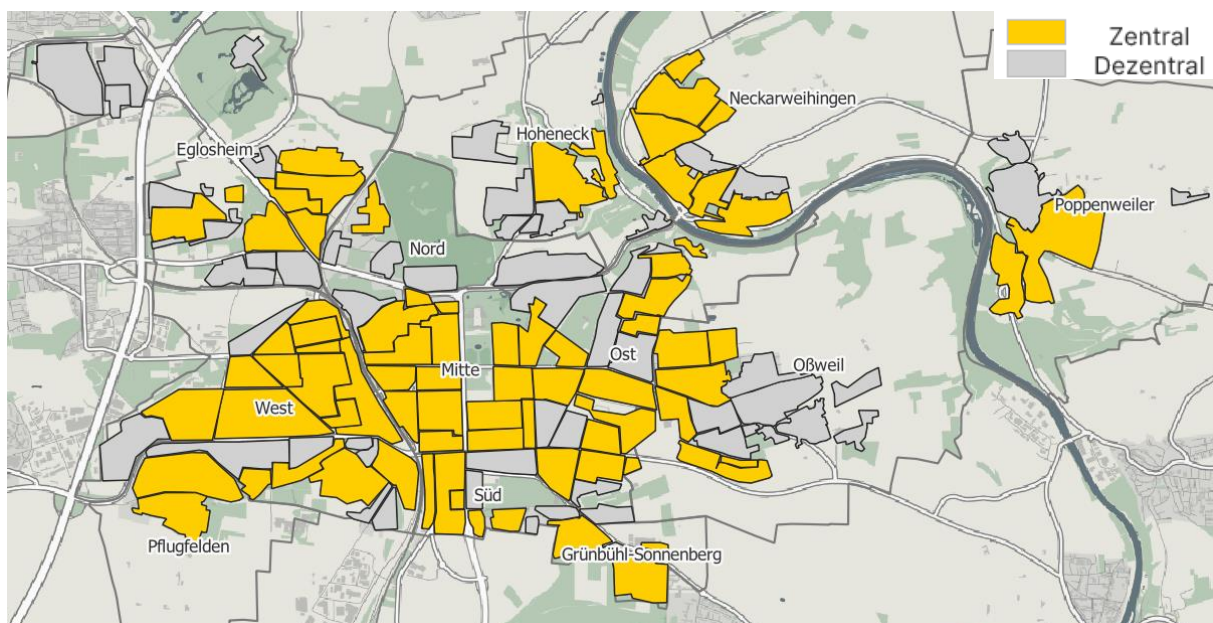 Zentral
Dezentral
Neckarweihingen
Hoheneck
Eglosheim
Poppenweiler
Nord
Ost
Oßweil
Mitte
West
Süd
Pflugfelden
Grünbühl-Sonnenberg